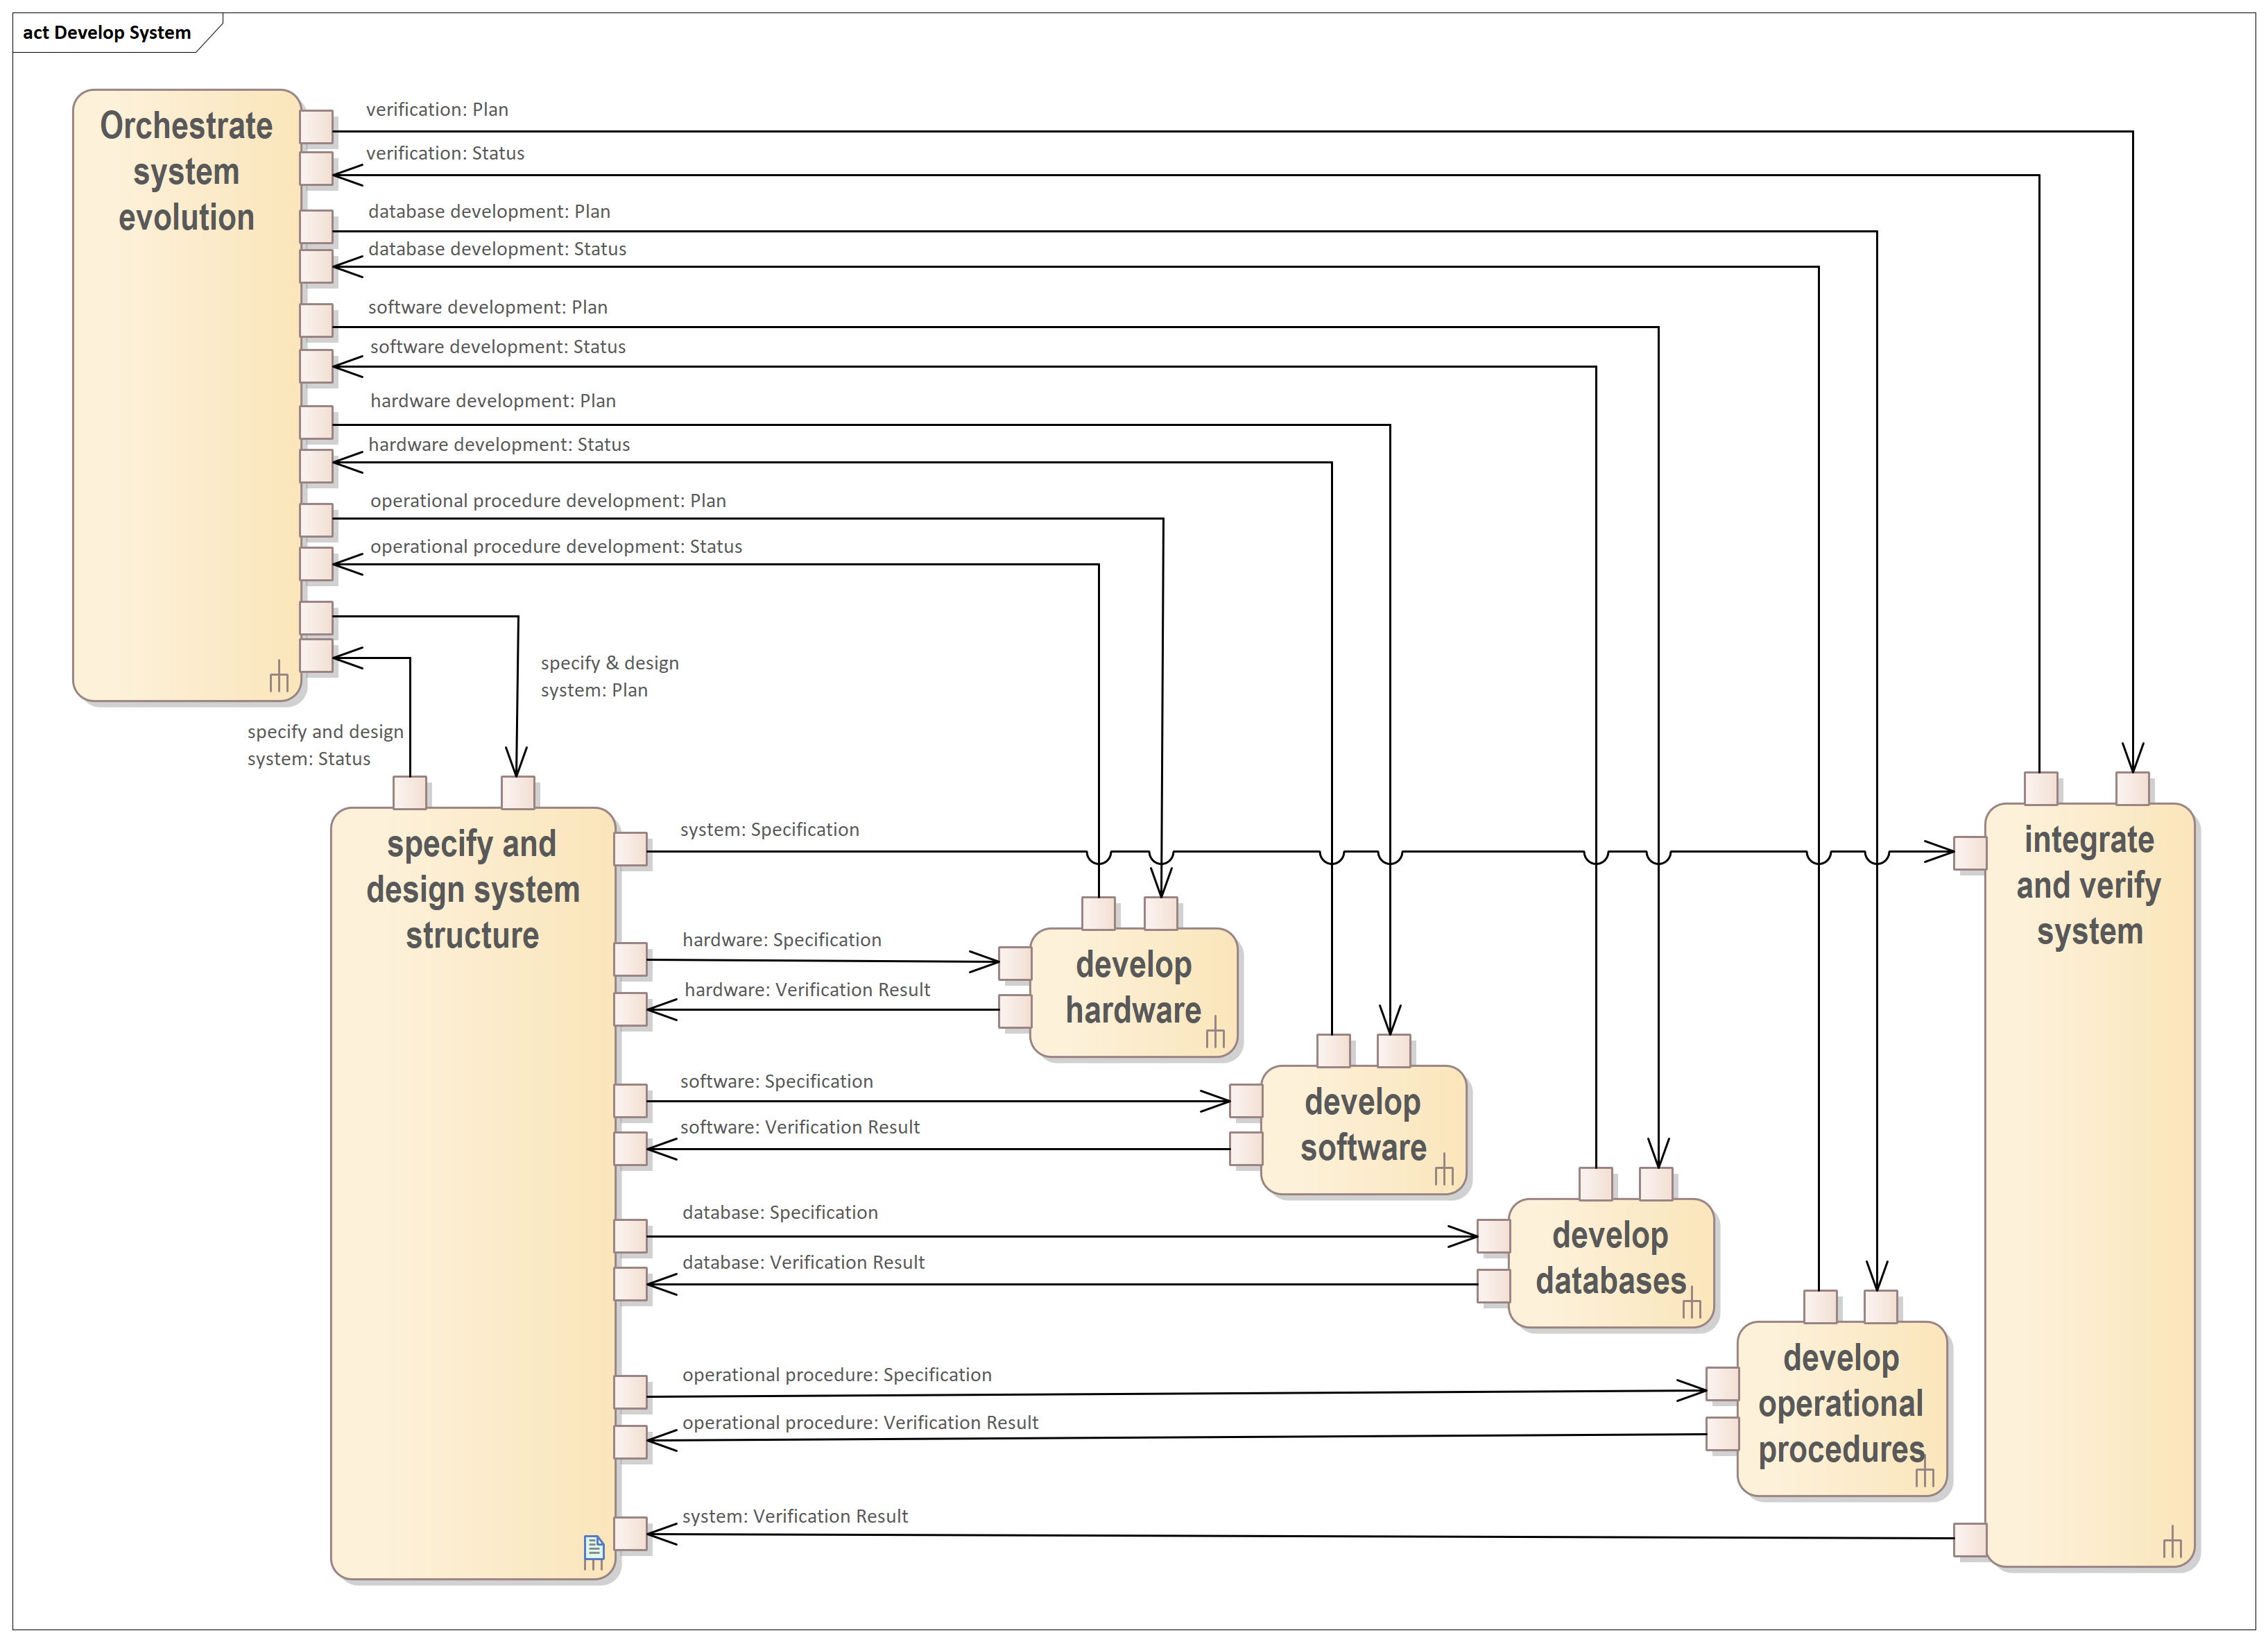 act Develop System
Orchestrate
system
evolution
verification: Plan
verification: Status
database development: Plan
database development: Status
software development: Plan
software development: Status
hardware development: Plan
hardware development: Status
operational procedure development: Plan
operational procedure development: Status
specify & design
system: Plan
specify and design
system: Status
specify and
design system
structure
system: Specification
integrate
and verify
system
hardware: Specification
hardware: Verification Result
develop
hardware
software: Specification
software: Verification Result
develop
software
database: Specification
database: Verification Result
develop
databases
operational procedure: Specification
operational procedure: Verification Result
develop
operational
procedures
system: Verification Result